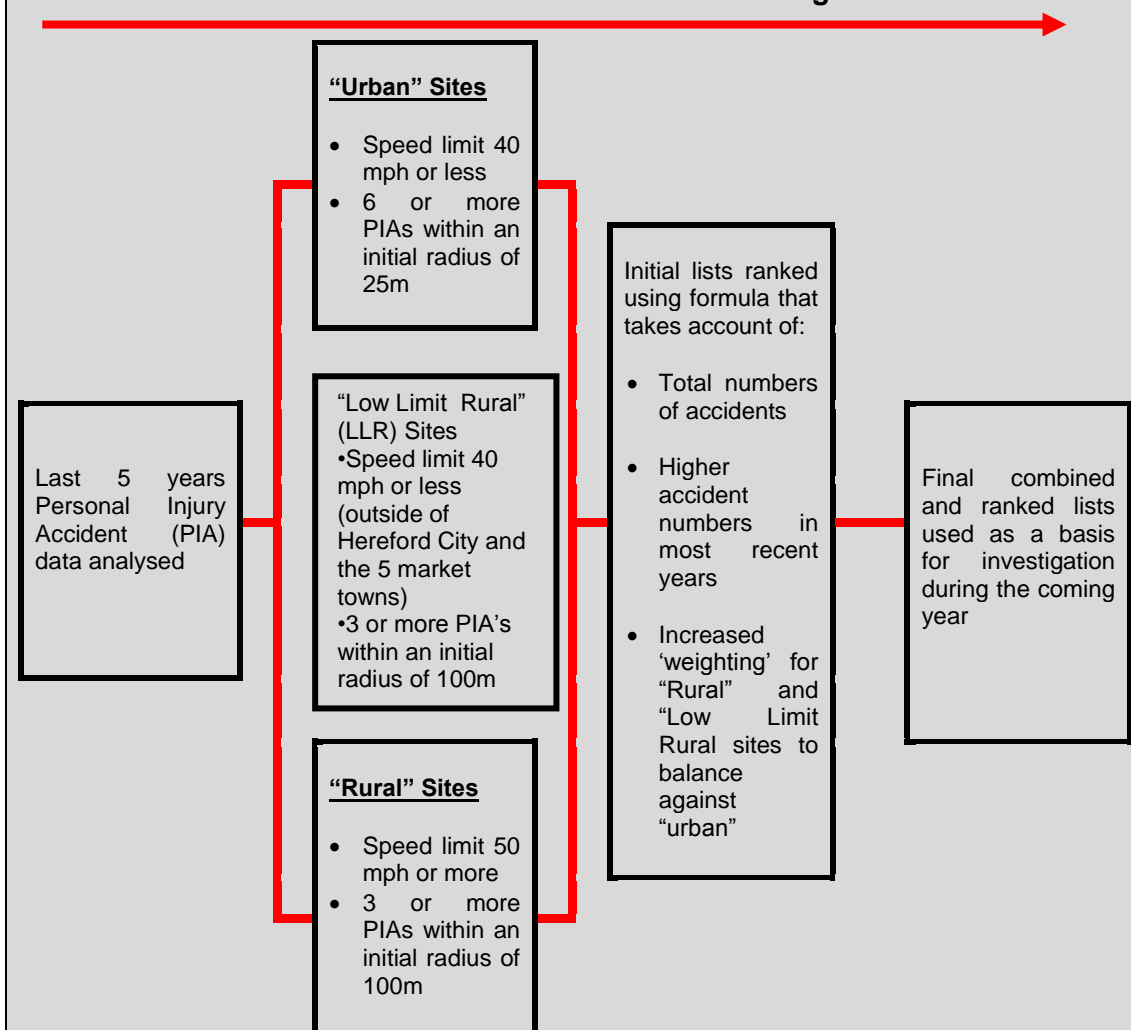 “Urban” Sites
• Speed limit 40
mph or less
• 6 or more
PIAs within an
initial radius of
25m
Last 5 years
Personal Injury
Accident (PIA)
data analysed
“Low Limit Rural”
(LLR) Sites
•Speed limit 40
mph or less
(outside of
Hereford City and
the 5 market
towns)
•3 or more PIA’s
within an initial
radius of 100m
“Rural” Sites
• Speed limit 50
mph or more
• 3 or more
PIAs within an
initial radius of
100m
Initial lists ranked
using formula that
takes account of:
• Total numbers
of accidents
• Higher
accident
numbers in
most recent
years
• Increased
‘weighting’ for
“Rural” and
“Low Limit
Rural sites to
balance
against
“urban”
Final combined
and ranked lists
used as a basis
for investigation
during the coming
year